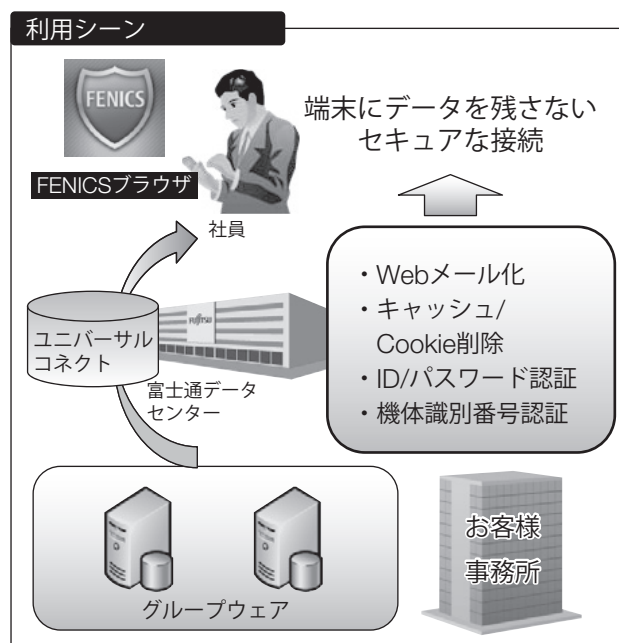 利用シーン
FENICS
FENICSブラウザ
社員
端末にデータを残さない
セキュアな接続
・Webメール化
・キャッシュ/
Cookie削除
・ID/パスワード認証
・機体識別番号認証
ユニバーサル
コネクト
FUJITSU
富士通データ
センター
グループウェア
お客様
事務所